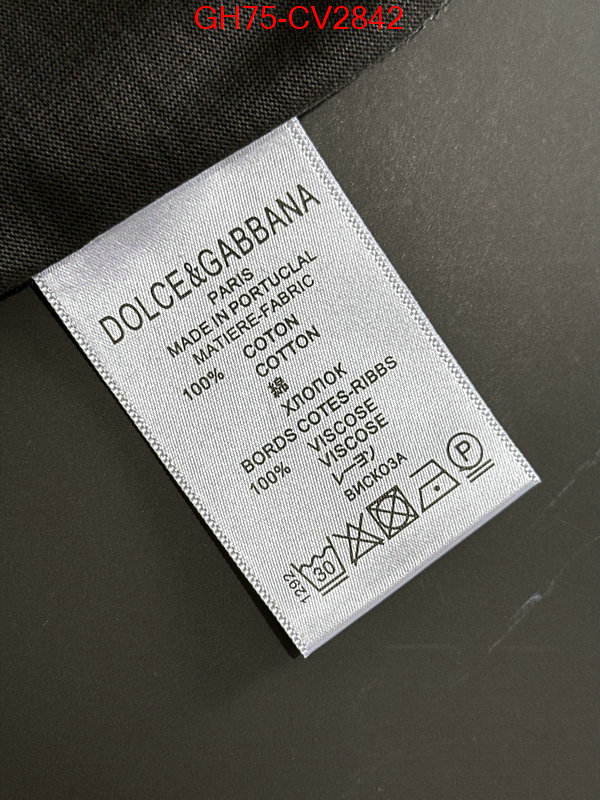 GH75-CV2842
DOLCE&GABBANA
PARIS
MADE IN PORTUCLAL
MATIERE-FABRIC
100% COTON
COTTON
綿
ХЛОПОК
BORDS COTES-RIBBS
100% VISCOSE
VISCOSE
レーヨン
ВИСКОЗА
1292 30 P